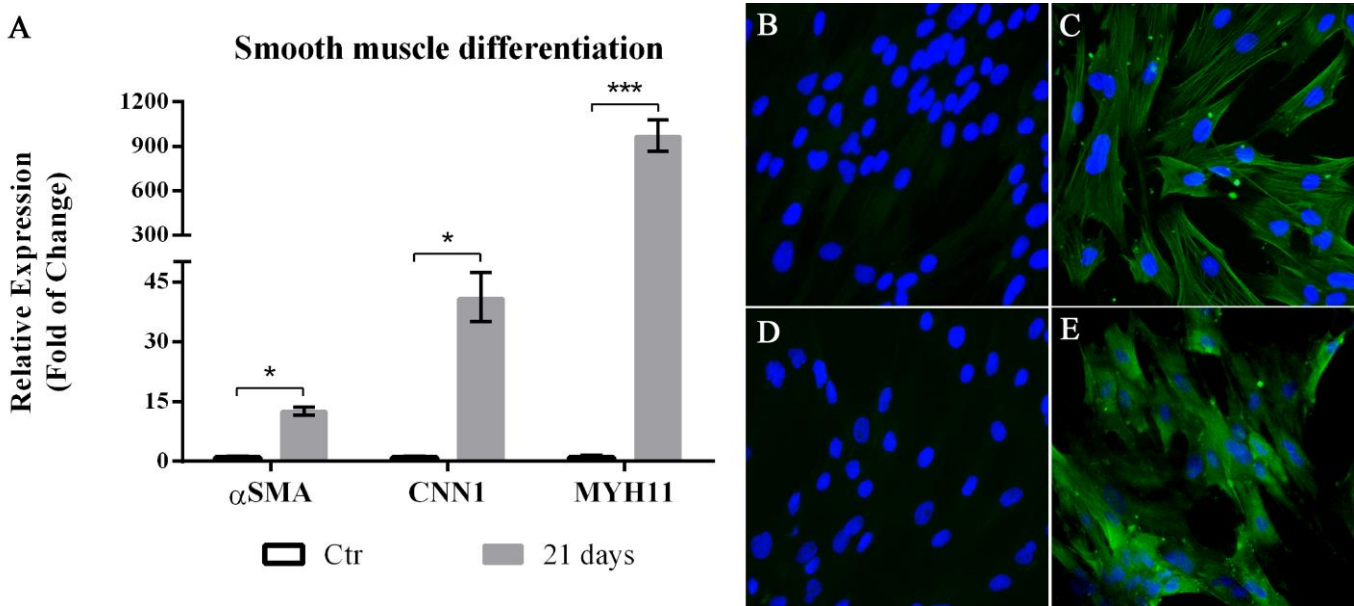 A
Smooth muscle differentiation
Relative Expression
(Fold of Change)
1200
900
600
300
45
30
15
0
***
*
*
αSMA
CNN1
MYH11
Ctr
21 days
B
C
D
E